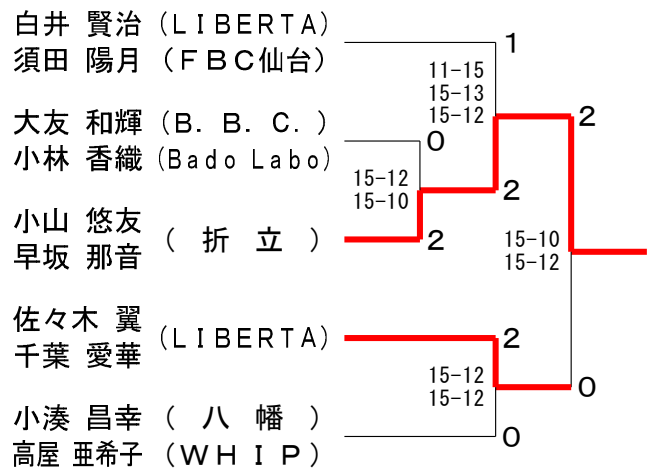 白井 賢治 (LIBERTA) 1
須田 陽月 (FBC仙台) 11-15
15-13
15-12 2
大友 和輝 (B. B. C. ) 0
小林 香織 (Bado Labo) 15-12
15-10 2
小山 悠友
早坂 那音 ( 折 立 ) 2
15-10
15-12
佐々木 翼
千葉 愛華 (LIBERTA) 2
15-12
15-12 0
小湊 昌幸 ( 八 幡 ) 0
高屋 亜希子 (WHIP)